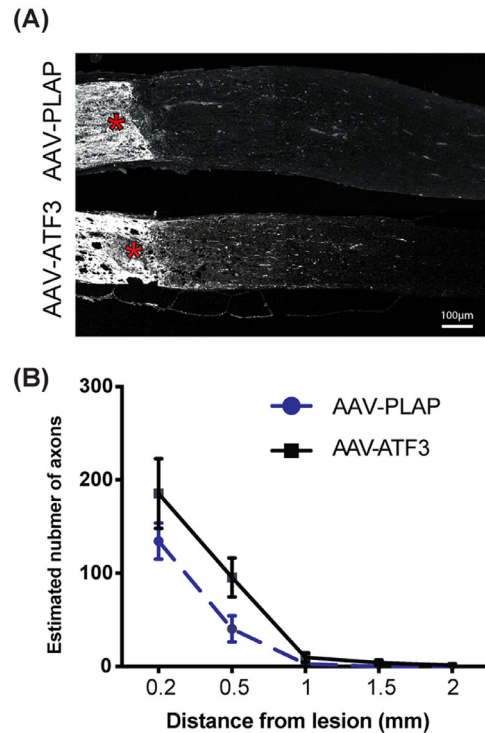 (A)
AAV-PLAP
*
AAV-ATF3
*
100μm
(B)
Estimated nubmer of axons
300
200
100
0
AAV-PLAP
AAV-ATF3
0.2 0.5 1 1.5 2
Distance from lesion (mm)